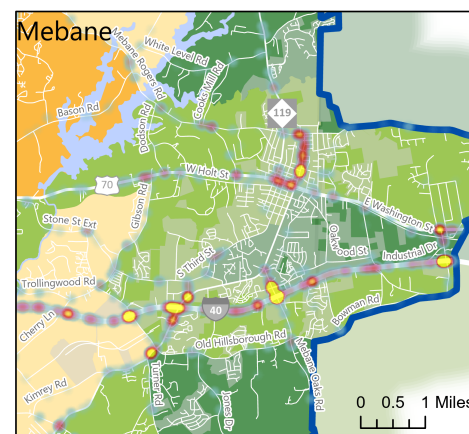 Mebane
Mebane Rogers Rd
White Level Rd
Cooks Mill Rd
119
Bason Rd
Dodson Rd
W Holt St
70
Gibson Rd
E Washington St
Stone St Ext
Oakwood St
Industrial Dr
S Third St
Trollingwood Rd
40
Bowman Rd
Cherry Ln
Old Hillsborough Rd
Mebane Oaks Rd
Kimrey Rd
Turner Rd
Jones Dr
0 0.5 1 Miles